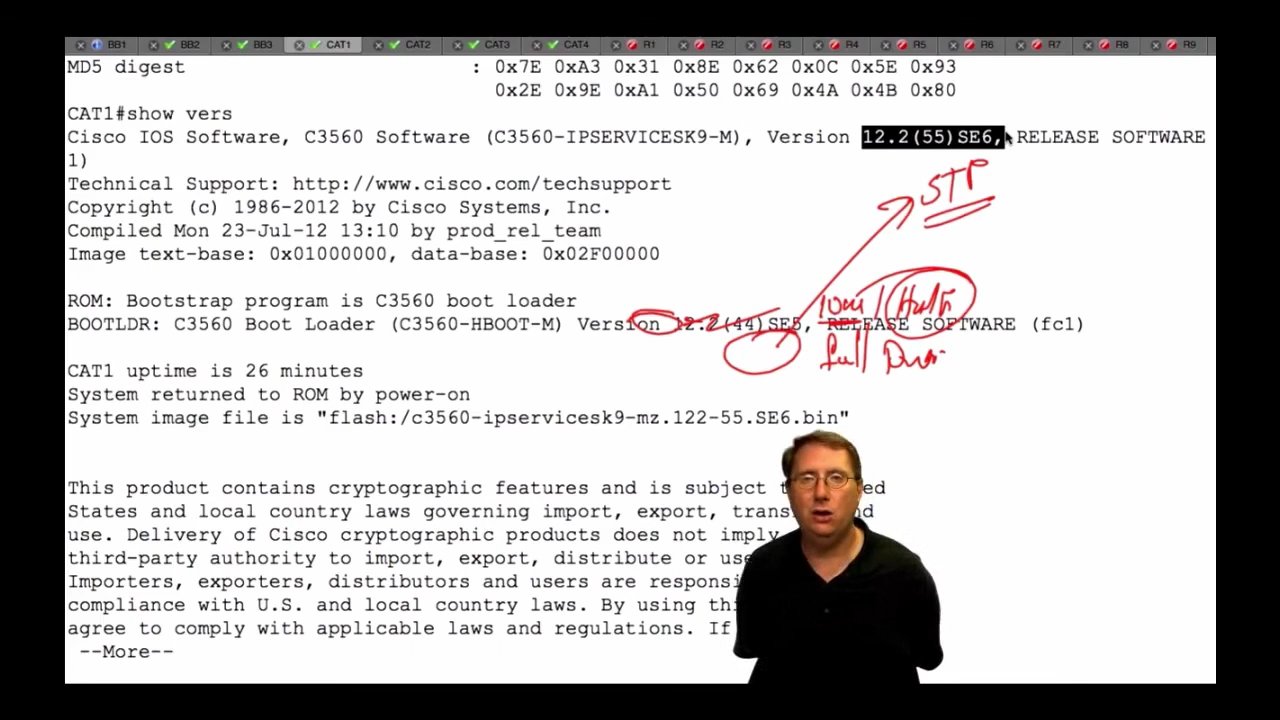 BB1 BB2 BB3 CAT1 CAT2 CAT3 CAT4 R1 R2 R3 R4 R5 R6 R7 R8 R9
MD5 digest : 0x7E 0xA3 0x31 0x8E 0x62 0x0C 0x5E 0x93
0x2E 0x9E 0xA1 0x50 0x69 0x4A 0x4B 0x80
CAT1#show vers
Cisco IOS Software, C3560 Software (C3560-IPSERVICESK9-M), Version 12.2(55)SE6, RELEASE SOFTWARE
1)
STP
Technical Support: http://www.cisco.com/techsupport
Copyright (c) 1986-2012 by Cisco Systems, Inc.
Compiled Mon 23-Jul-12 13:10 by prod_rel_team
Image text-base: 0x01000000, data-base: 0x02F00000
ROM: Bootstrap program is C3560 boot loader
Half
BOOTLDR: C3560 Boot Loader (C3560-HBOOT-M) Version 12.2(44)SE5, RELEASE SOFTWARE (fc1)
full
CAT1 uptime is 26 minutes
System returned to ROM by power-on
System image file is "flash:/c3560-ipservicesk9-mz.122-55.SE6.bin"
This product contains cryptographic features and is subject
States and local country laws governing import, export,
use. Delivery of Cisco cryptographic products does not imply
third-party authority to import, export, distribute or
Importers, exporters, distributors and users are
compliance with U.S. and local country laws. By using
agree to comply with applicable laws and regulations. If
--More--